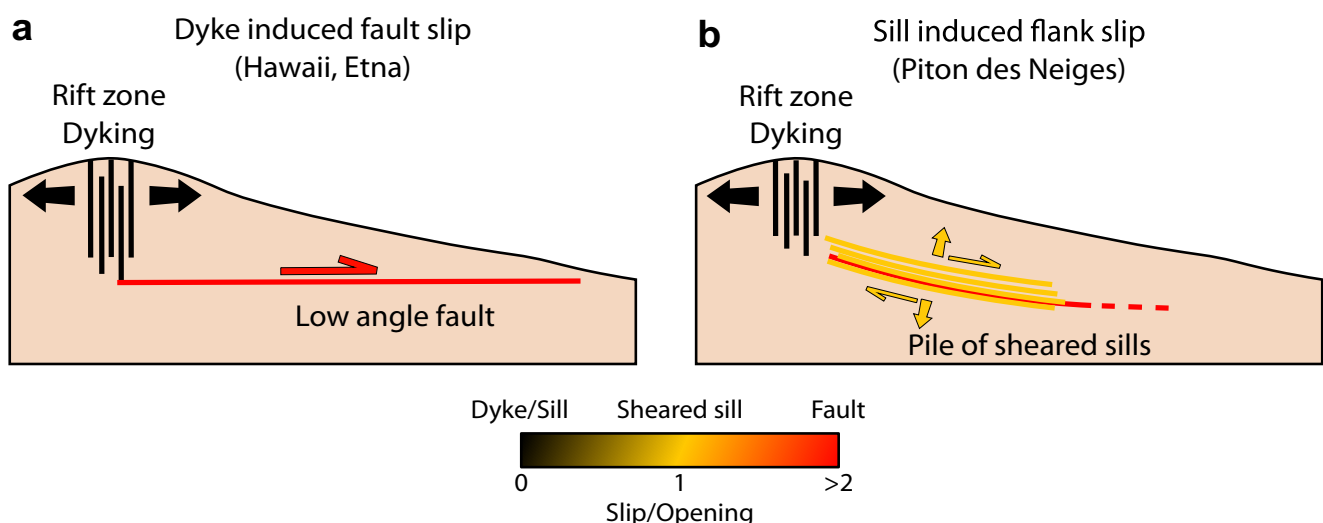 a
Dyke induced fault slip
(Hawaii, Etna)
Rift zone
Dyking
Low angle fault
b
Sill induced flank slip
(Piton des Neiges)
Rift zone
Dyking
Pile of sheared sills
Dyke/Sill Sheared sill Fault
0 1 >2
Slip/Opening